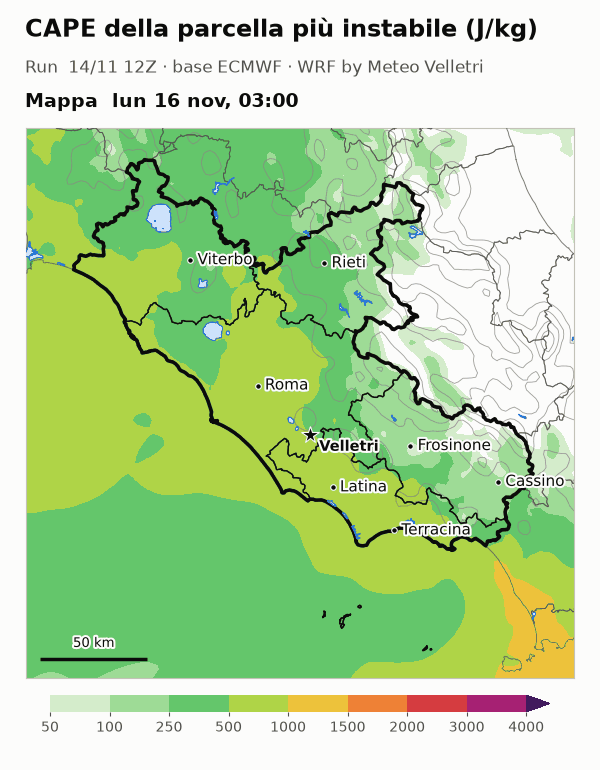 CAPE della parcella più instabile (J/kg)
Run  14/11 12Z · base ECMWF · WRF by Meteo Velletri
Mappa  lun 16 nov, 03:00
Viterbo
Rieti
Roma
Velletri
Frosinone
Cassino
Latina
Terracina
50 km
50 100 250 500 1000 1500 2000 3000 4000